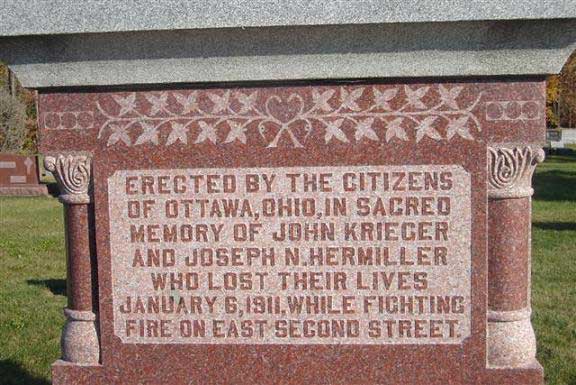 ERECTED BY THE CITIZENS
OF OTTAWA, OHIO, IN SACRED
MEMORY OF JOHN KRIEGER
AND JOSEPH N. HERMILLER
WHO LOST THEIR LIVES
JANUARY 6, 1911, WHILE FIGHTING
FIRE ON EAST SECOND STREET.